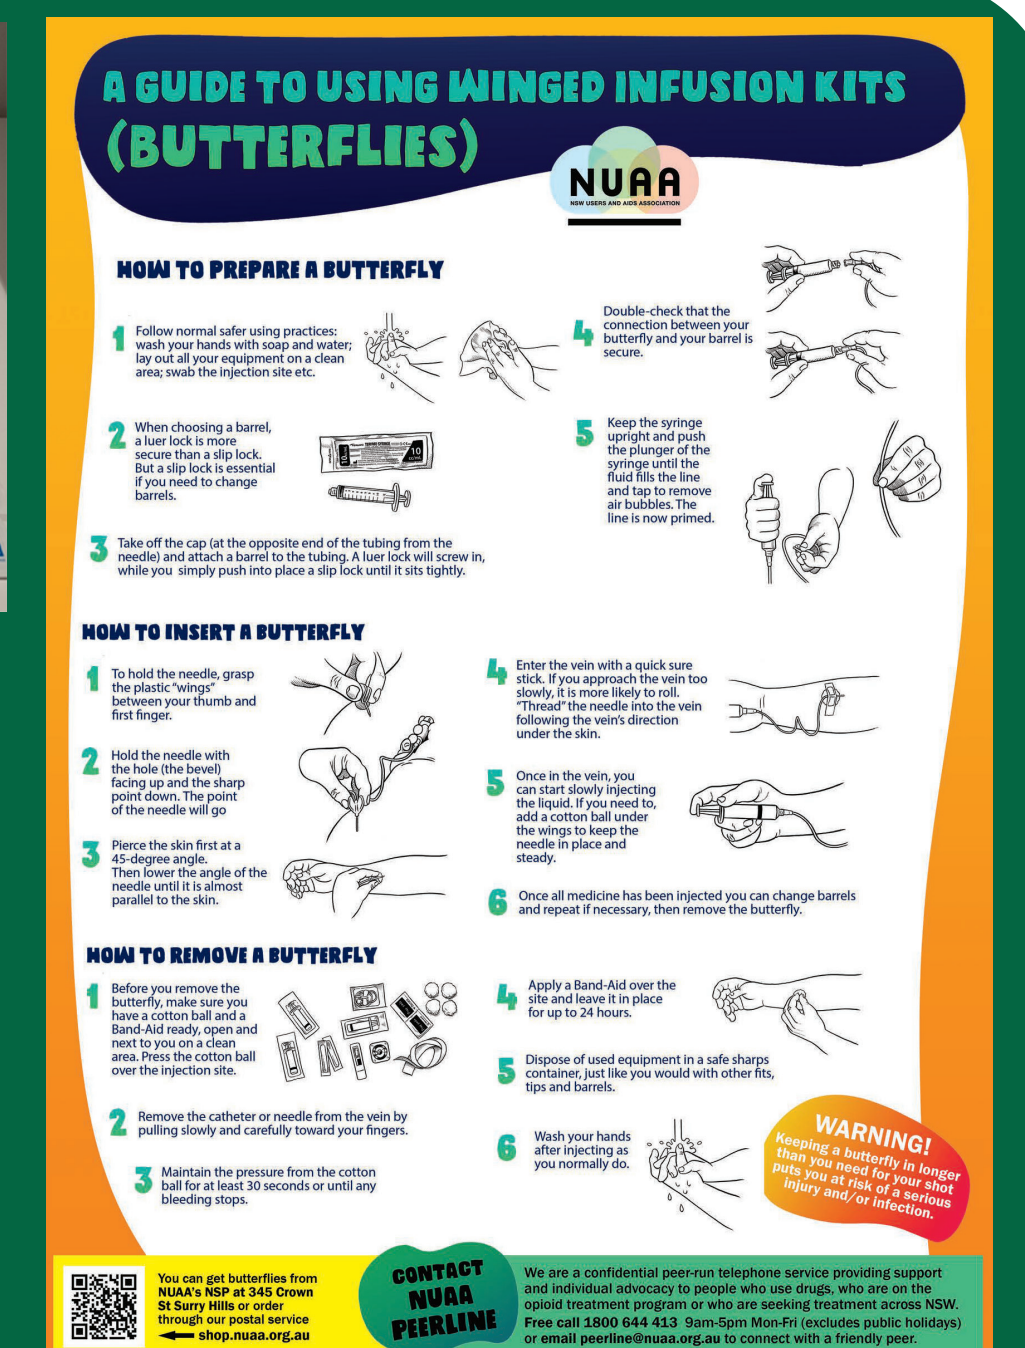 A GUIDE TO USING WINGED INFUSION KITS
(BUTTERFLIES)
NUAA
NSW USERS AND AIDS ASSOCIATION
HOW TO PREPARE A BUTTERFLY
1
Follow normal safer using practices:
wash your hands with soap and water;
lay out all your equipment on a clean
area; swab the injection site etc.
2
When choosing a barrel,
a luer lock is more
secure than a slip lock.
But a slip lock is essential
if you need to change
barrels.
10
3
Take off the cap (at the opposite end of the tubing from the
needle) and attach a barrel to the tubing. A luer lock will screw in,
while you simply push into place a slip lock until it sits tightly.
4
Double-check that the
connection between your
butterfly and your barrel is
secure.
5
Keep the syringe
upright and push
the plunger of the
syringe until the
fluid fills the line
and tap to remove
air bubbles. The
line is now primed.
HOW TO INSERT A BUTTERFLY
1
To hold the needle, grasp
the plastic "wings"
between your thumb and
first finger.
2
Hold the needle with
the hole (the bevel)
facing up and the sharp
point down. The point
of the needle will go
3
Pierce the skin first at a
45-degree angle.
Then lower the angle of the
needle until it is almost
parallel to the skin.
4
Enter the vein with a quick sure
stick. If you approach the vein too
slowly, it is more likely to roll.
"Thread" the needle into the vein
following the vein's direction
under the skin.
5
Once in the vein, you
can start slowly injecting
the liquid. If you need to,
add a cotton ball under
the wings to keep the
needle in place and
steady.
6
Once all medicine has been injected you can change barrels
and repeat if necessary, then remove the butterfly.
HOW TO REMOVE A BUTTERFLY
1
Before you remove the
butterfly, make sure you
have a cotton ball and a
Band-Aid ready, open and
next to you on a clean
area. Press the cotton ball
over the injection site.
2
Remove the catheter or needle from the vein by
pulling slowly and carefully toward your fingers.
3
Maintain the pressure from the cotton
ball for at least 30 seconds or until any
bleeding stops.
4
Apply a Band-Aid over the
site and leave it in place
for up to 24 hours.
5
Dispose of used equipment in a safe sharps
container, just like you would with other fits,
tips and barrels.
6
Wash your hands
after injecting as
you normally do.
WARNING!
Keeping a butterfly in longer
than you need for your shot
puts you at risk of a serious
injury and/or infection.
You can get butterflies from
NUAA's NSP at 345 Crown
St Surry Hills or order
through our postal service
shop.nuaa.org.au
CONTACT
NUAA
PEERLINE
We are a confidential peer-run telephone service providing support
and individual advocacy to people who use drugs, who are on the
opioid treatment program or who are seeking treatment across NSW.
Free call 1800 644 413 9am-5pm Mon-Fri (excludes public holidays)
or email peerline@nuaa.org.au to connect with a friendly peer.